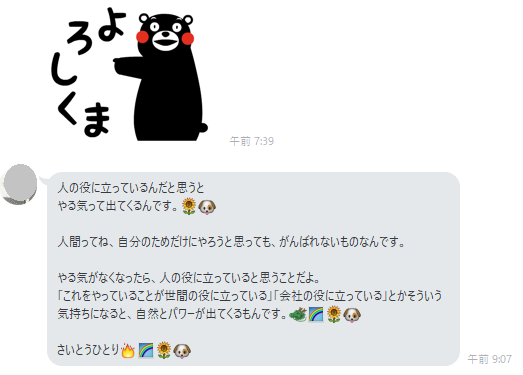 よろしくま
午前 7:39
人の役に立っているんだと思うと
やる気って出てくるんです。🌻🐶
人間ってね、自分のためだけにやろうと思っても、がんばれないものなんです。
やる気がなくなったら、人の役に立っていると思うことだよ。
「これをやっていることが世間の役に立っている」「会社の役に立っている」とかそういう
気持ちになると、自然とパワーが出てくるもんです。🐲🌈🌻🐶
さいとうひとり🔥🌈🌻🐶
午前 9:07